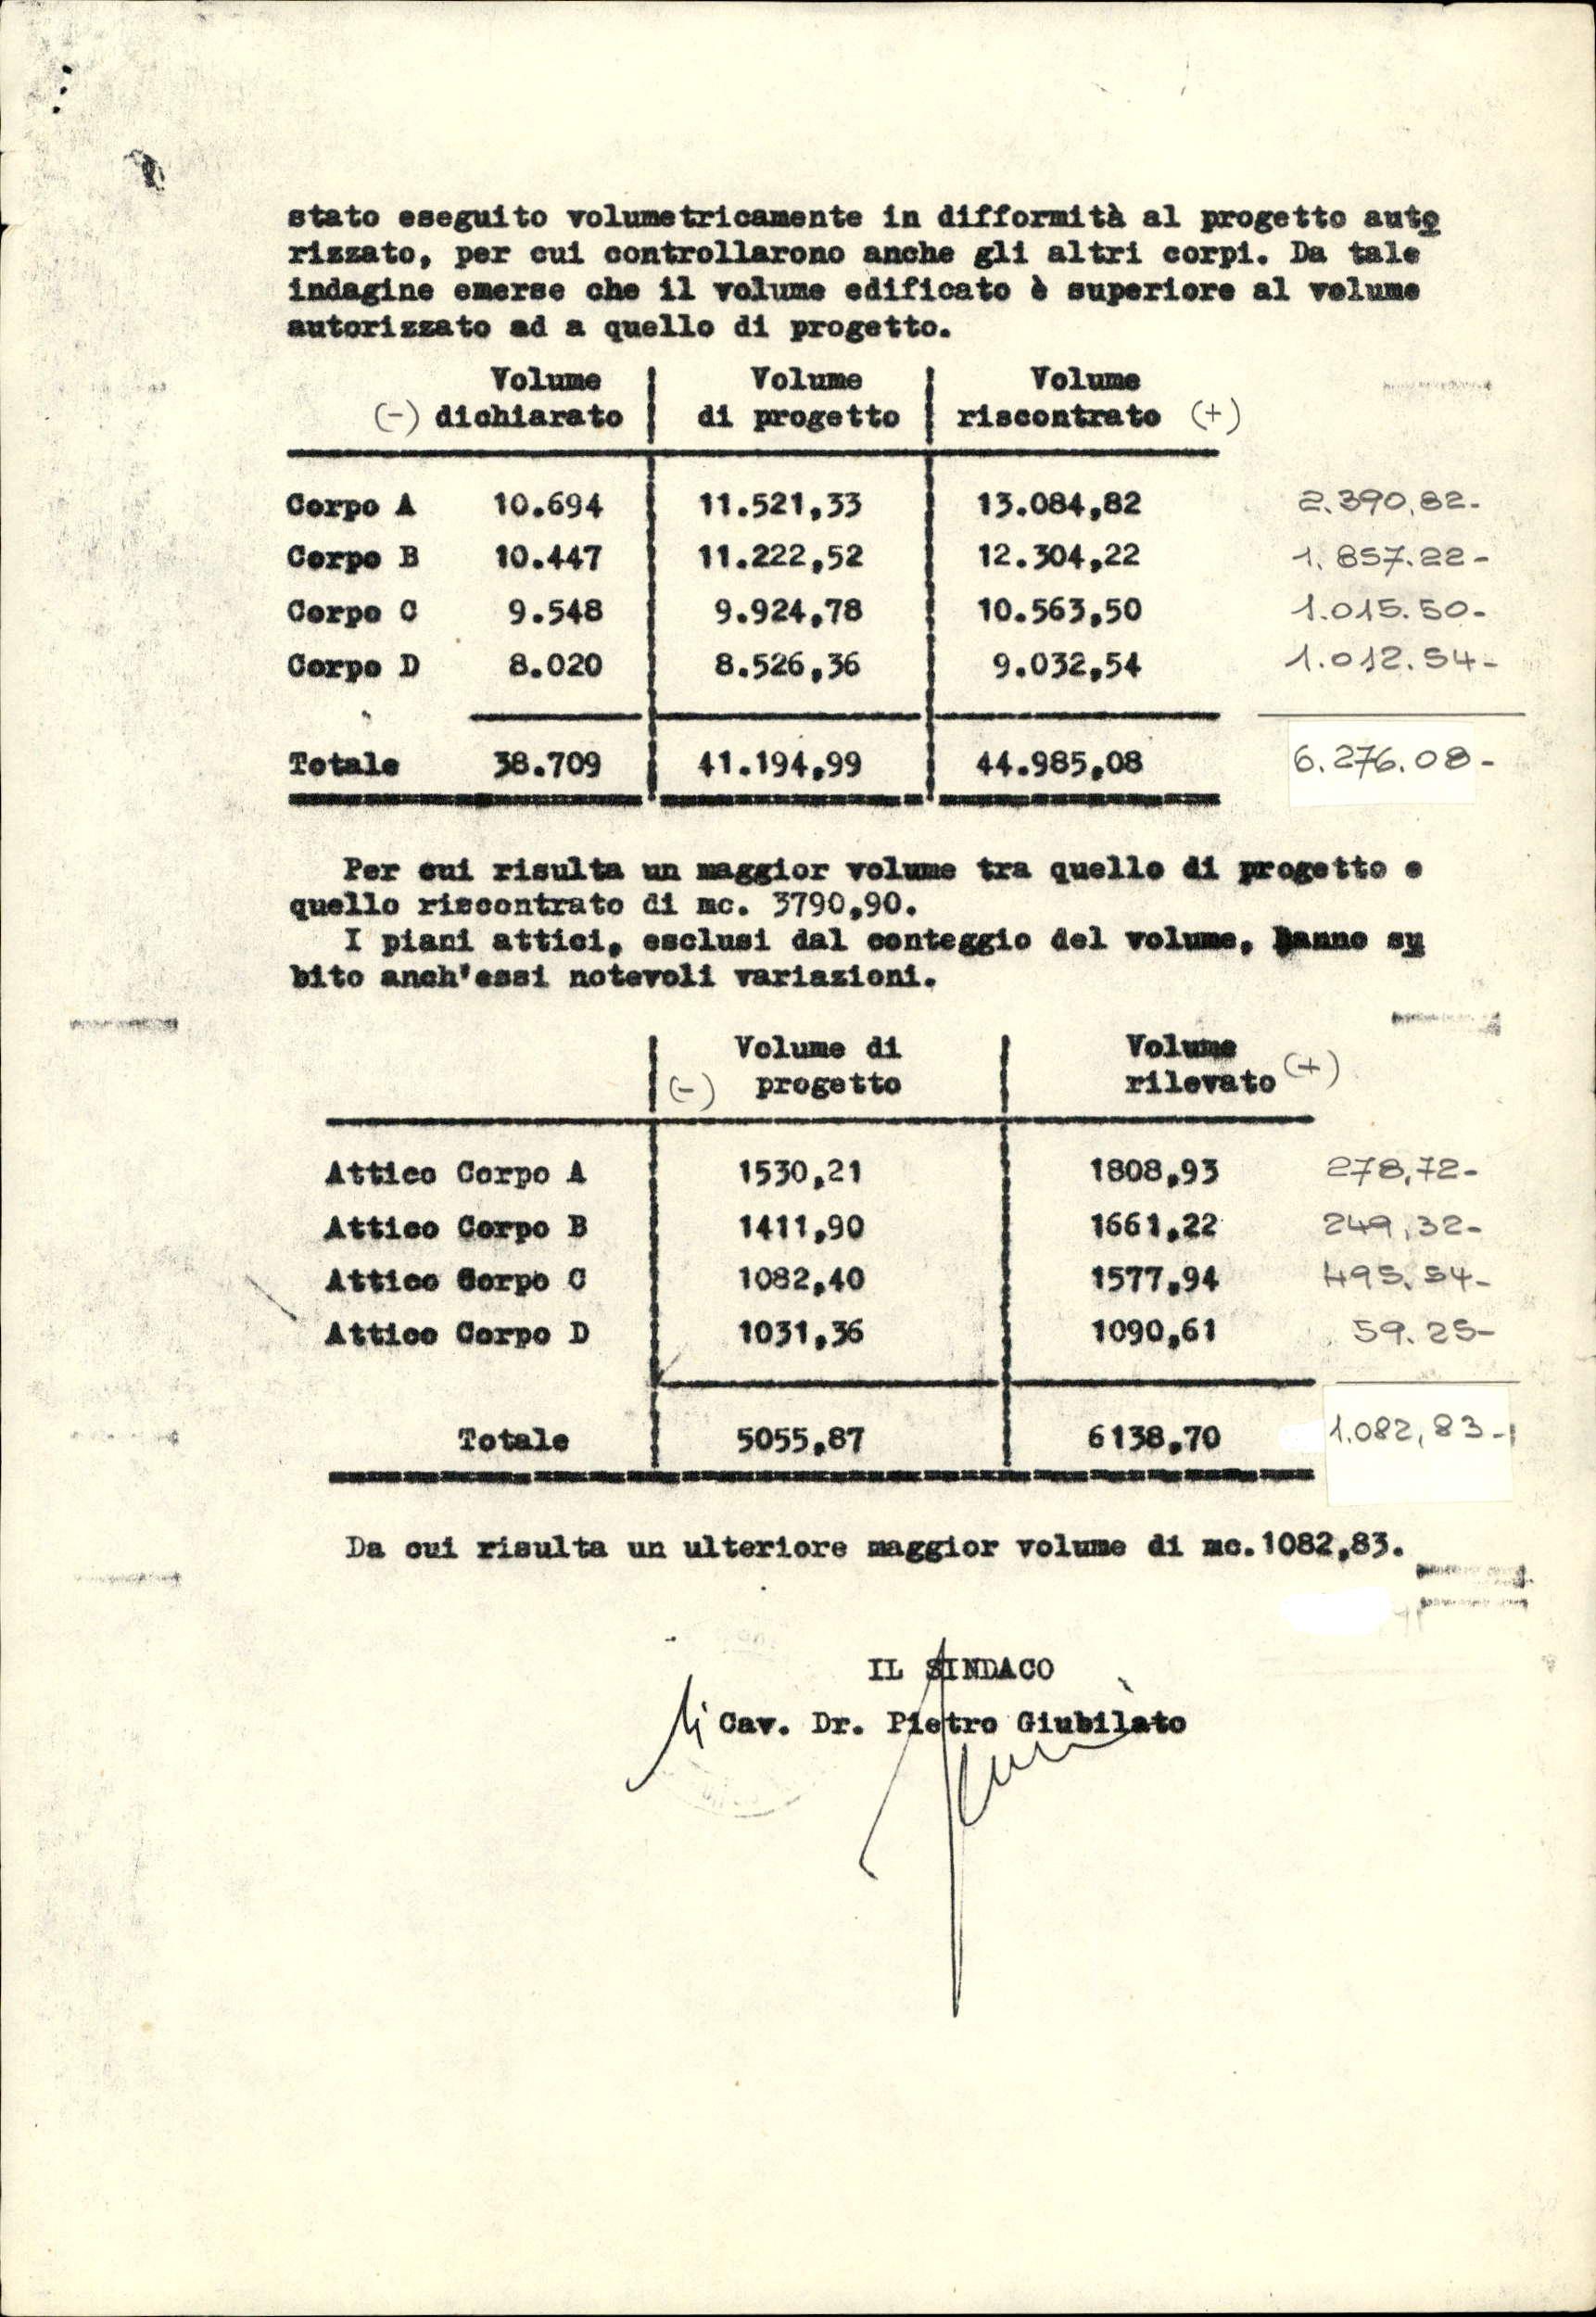 stato eseguito volumetricamente in difformità al progetto auto
rizzato, per cui controllarono anche gli altri corpi. Da tale
indagine emerse che il volume edificato è superiore al volume
autorizzato ad a quello di progetto.
Volume Volume Volume
(-) dichiarato di progetto riscontrato (+)
Corpo A 10.694 11.521,33 13.084,82 2.390,82-
Corpo B 10.447 11.222,52 12.304,22 1.857.22-
Corpo C 9.548 9.924,78 10.563,50 1.015.50-
Corpo D 8.020 8.526,36 9.032,54 1.012.54-
Totale 38.709 41.194,99 44.985,08 6.276.08-
Per cui risulta un maggior volume tra quello di progetto e
quello riscontrato di mc. 3790,90.
I piani attici, esclusi dal conteggio del volume, hanno su
bito anch'essi notevoli variazioni.
Volume di Volume
(-) progetto rilevato (+)
Attico Corpo A 1530,21 1808,93 278,72-
Attico Corpo B 1411,90 1661,22 249,32-
Attico Corpo C 1082,40 1577,94 495.54-
Attico Corpo D 1031,36 1090,61 59.25-
Totale 5055,87 6138,70 1.082,83-
Da cui risulta un ulteriore maggior volume di mc.1082,83.
IL SINDACO
Cav. Dr. Pietro Giubilato